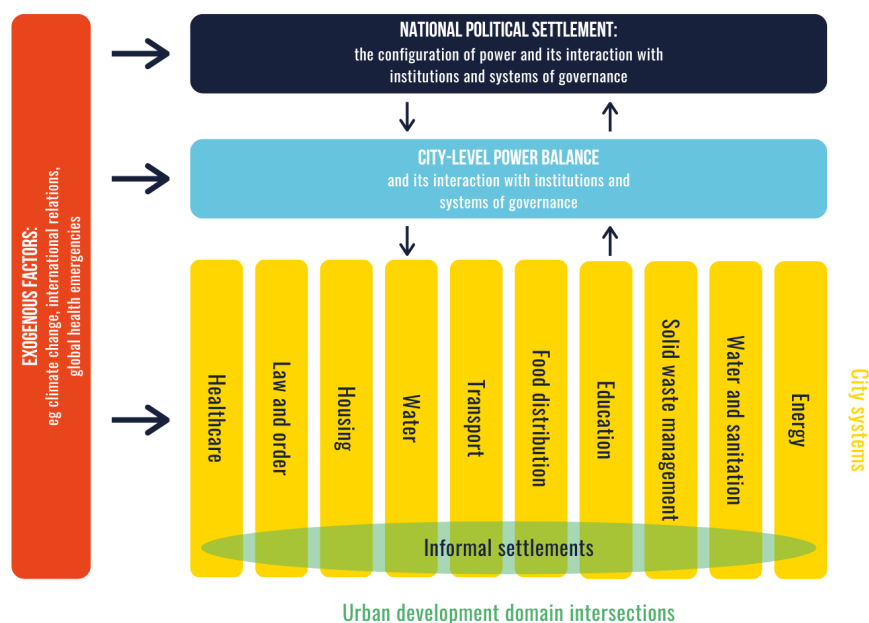 EXOGENOUS FACTORS:
eg climate change, international relations,
global health emergencies
NATIONAL POLITICAL SETTLEMENT:
the configuration of power and its interaction with
institutions and systems of governance
CITY-LEVEL POWER BALANCE
and its interaction with institutions and
systems of governance
Healthcare
Law and order
Housing
Water
Transport
Food distribution
Education
Solid waste management
Water and sanitation
Energy
City systems
Informal settlements
Urban development domain intersections